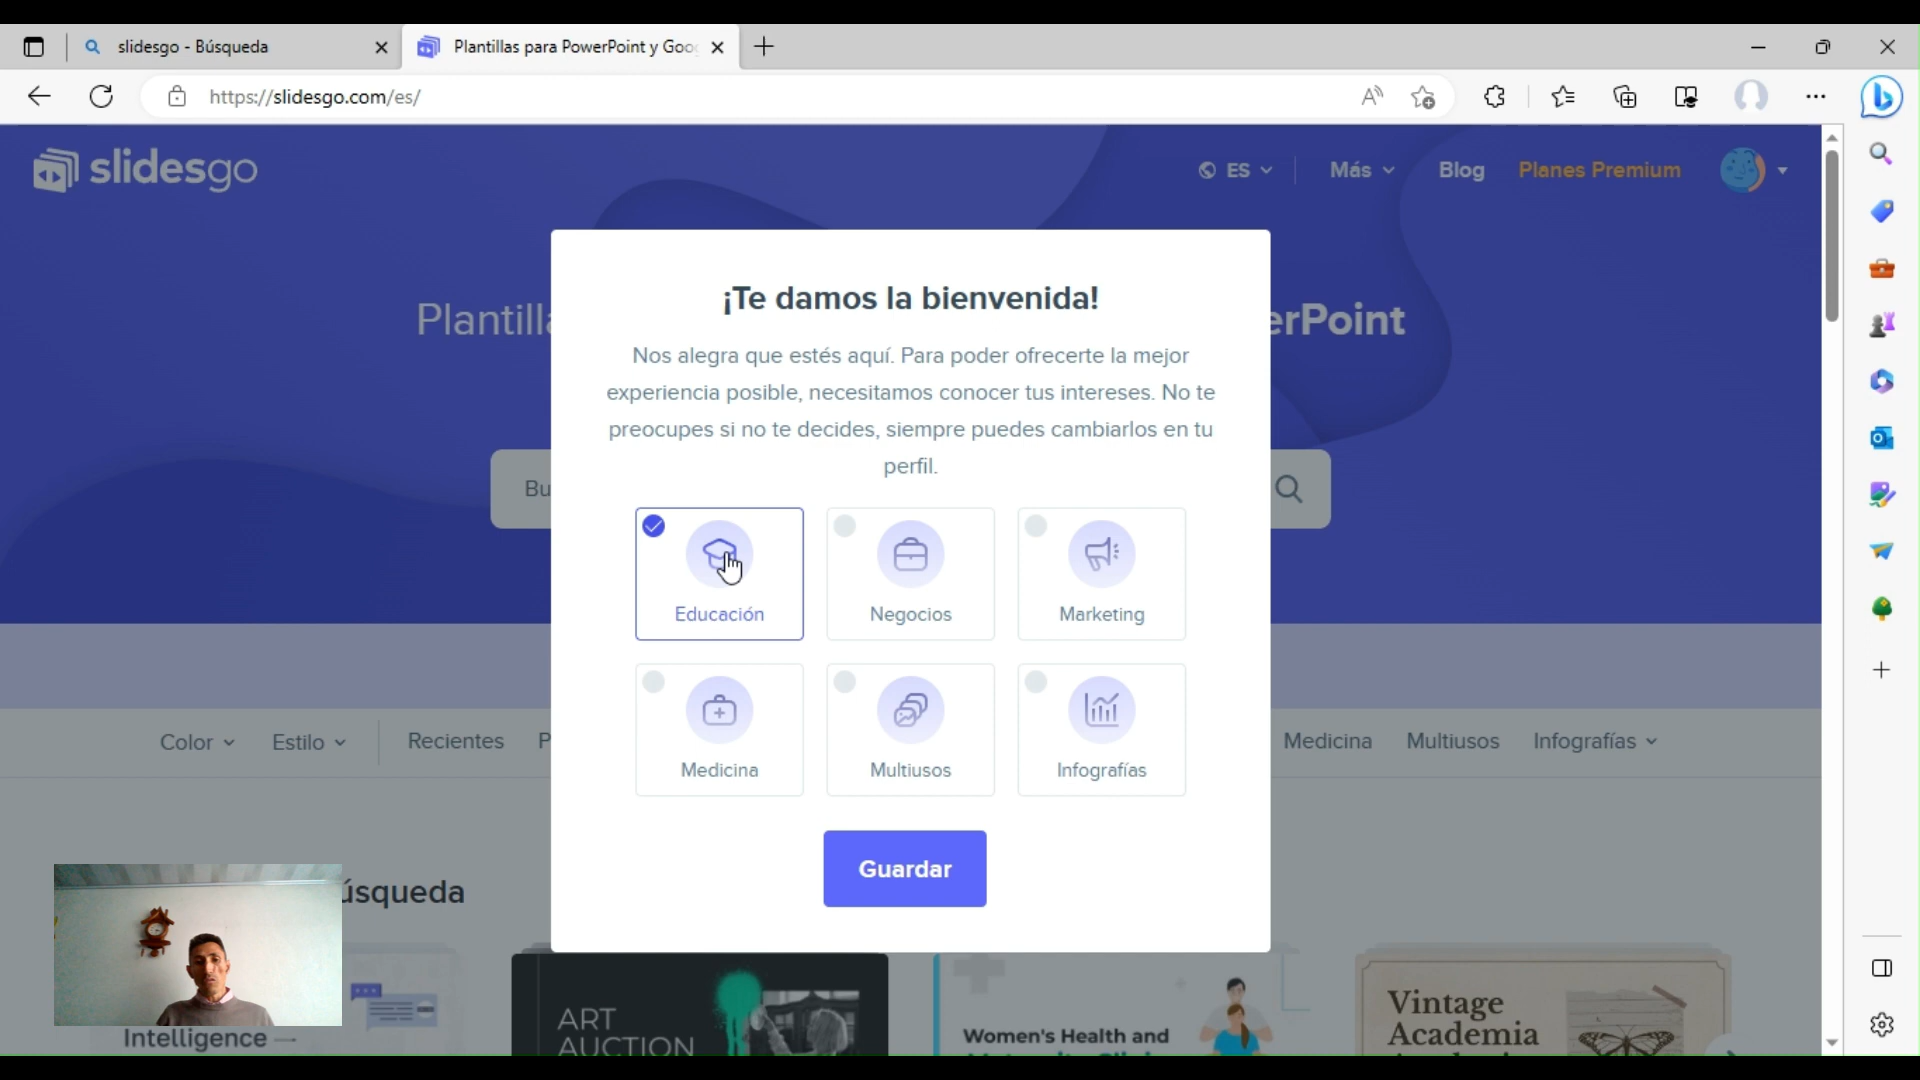 slidesgo - Búsqueda
Plantillas para PowerPoint y Goo
https://slidesgo.com/es/
slidesgo
ES
Más
Blog
Planes Premium
Plantill
erPoint
¡Te damos la bienvenida!
Nos alegra que estés aquí. Para poder ofrecerte la mejor
experiencia posible, necesitamos conocer tus intereses. No te
preocupes si no te decides, siempre puedes cambiarlos en tu
perfil.
Bu
Educación
Negocios
Marketing
Medicina
Multiusos
Infografías
Color
Estilo
Recientes
P
Medicina
Multiusos
Infografías
Guardar
úsqueda
Intelligence
ART
AUCTION
Women's Health and
Vintage
Academia